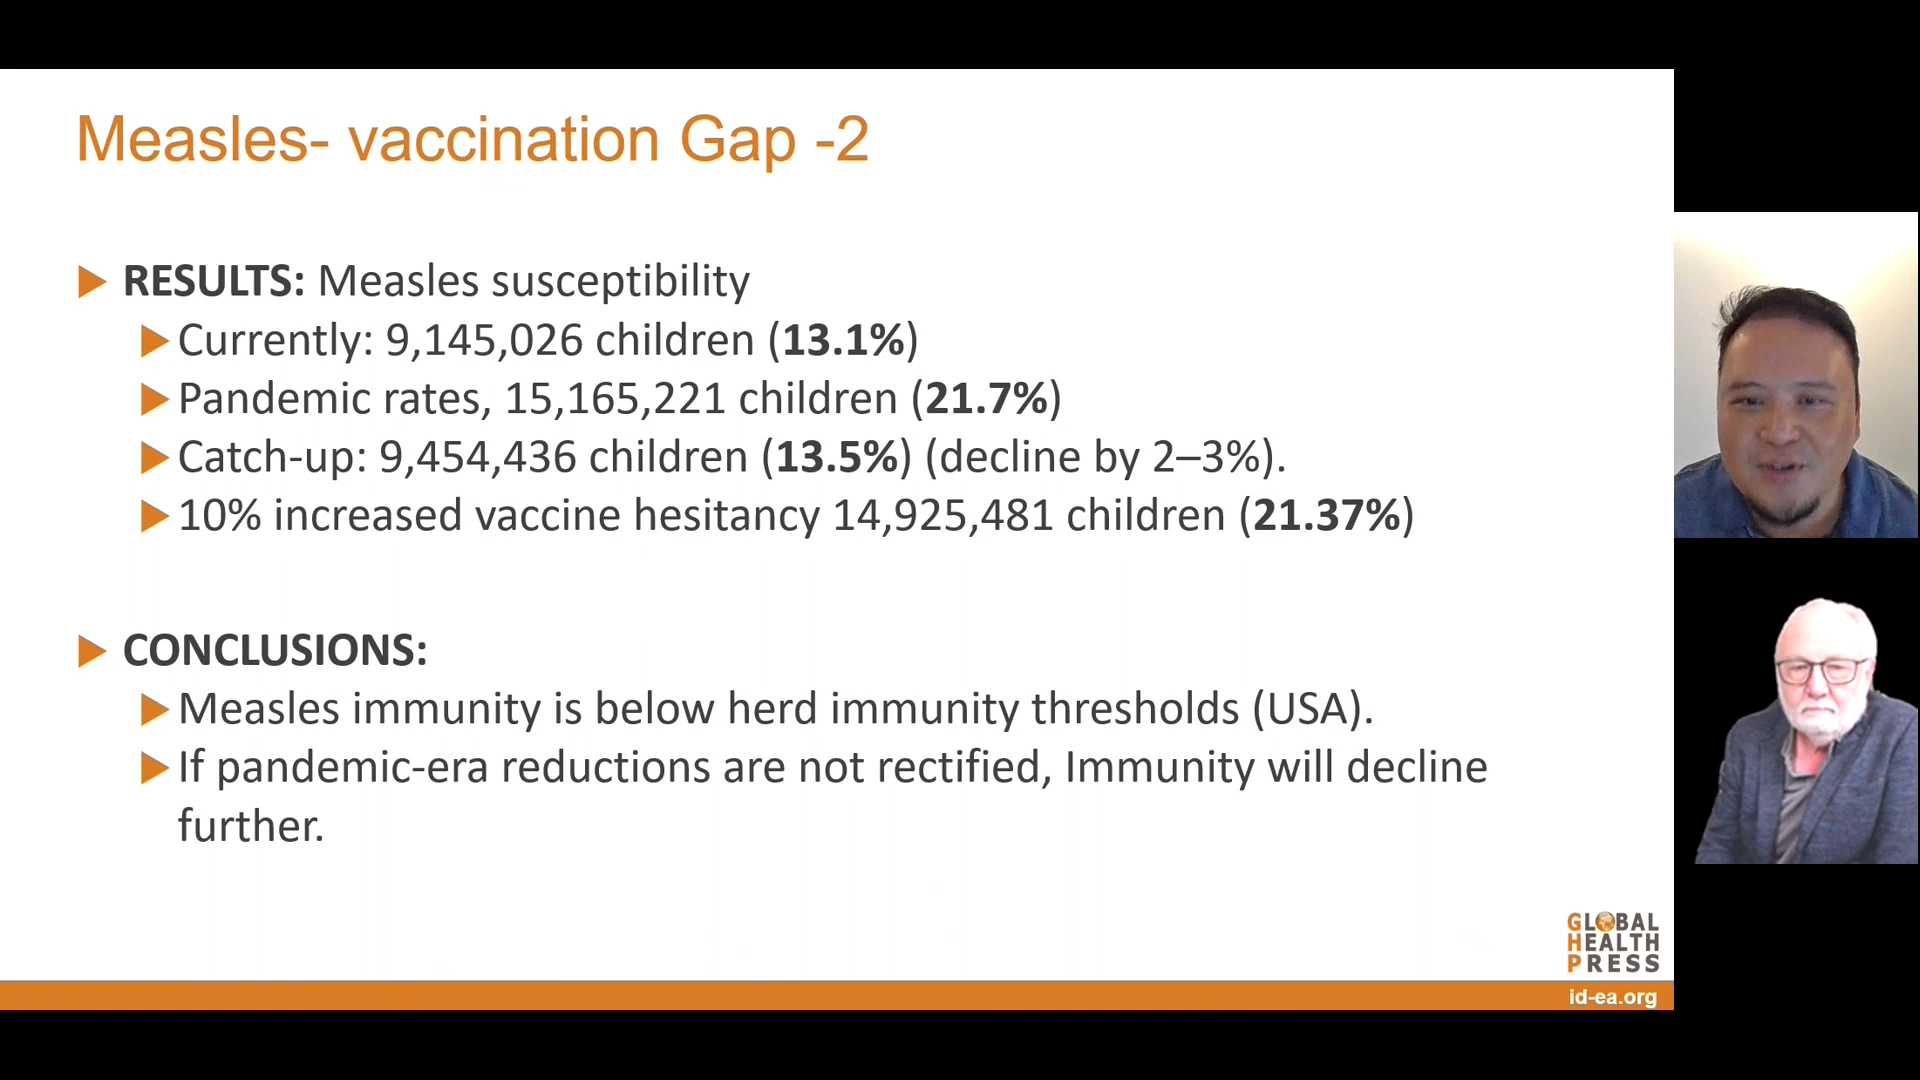 Measles- vaccination Gap -2
RESULTS: Measles susceptibility
Currently: 9,145,026 children (13.1%)
Pandemic rates, 15,165,221 children (21.7%)
Catch-up: 9,454,436 children (13.5%) (decline by 2–3%).
10% increased vaccine hesitancy 14,925,481 children (21.37%)
CONCLUSIONS:
Measles immunity is below herd immunity thresholds (USA).
If pandemic-era reductions are not rectified, Immunity will decline
further.
GLOBAL
HEALTH
PRESS
id-ea.org